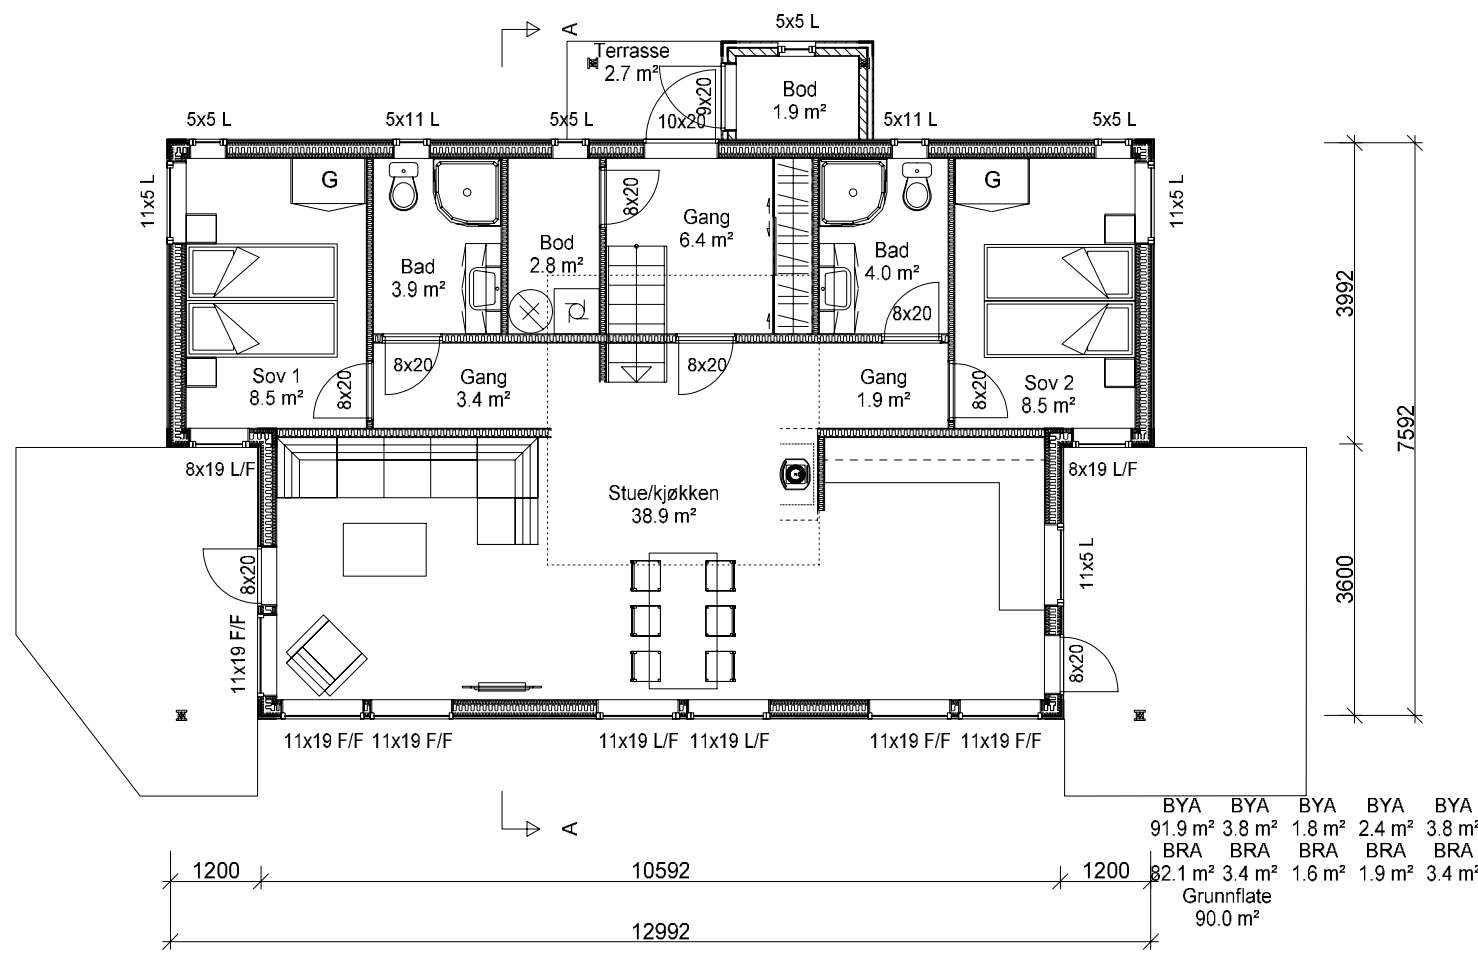 5x5 L
A
Terrasse
2.7 m²
9x20
Bod
1.9 m²
5x5 L
5x11 L
5x5 L
10x20
5x11 L
5x5 L
11x5 L
G
8x20
Gang
6.4 m²
G
11x5 L
Bod
2.8 m²
Bad
3.9 m²
Bad
4.0 m²
8x20
3992
8x20
8x20
Sov 1
8.5 m²
8x20
Gang
3.4 m²
Gang
1.9 m²
8x20
Sov 2
8.5 m²
7592
8x19 L/F
8x19 L/F
Stue/kjøkken
38.9 m²
8x20
11x5 L
3600
11x19 F/F
8x20
11x19 F/F
11x19 F/F
11x19 L/F
11x19 L/F
11x19 F/F
11x19 F/F
A
BYA BYA BYA BYA BYA
91.9 m² 3.8 m² 1.8 m² 2.4 m² 3.8 m²
BRA BRA BRA BRA BRA
82.1 m² 3.4 m² 1.6 m² 1.9 m² 3.4 m²
Grunnflate
90.0 m²
1200
10592
1200
12992